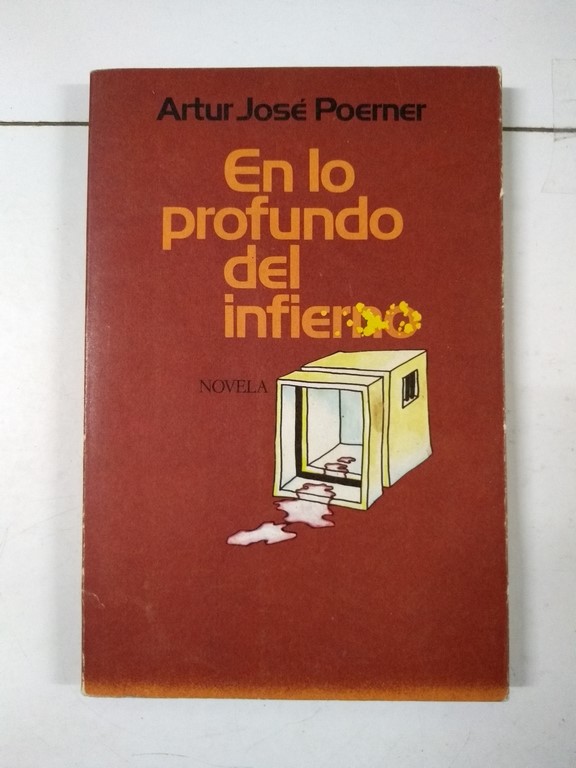 Artur José Poerner
En lo
profundo
del
infierno
NOVELA